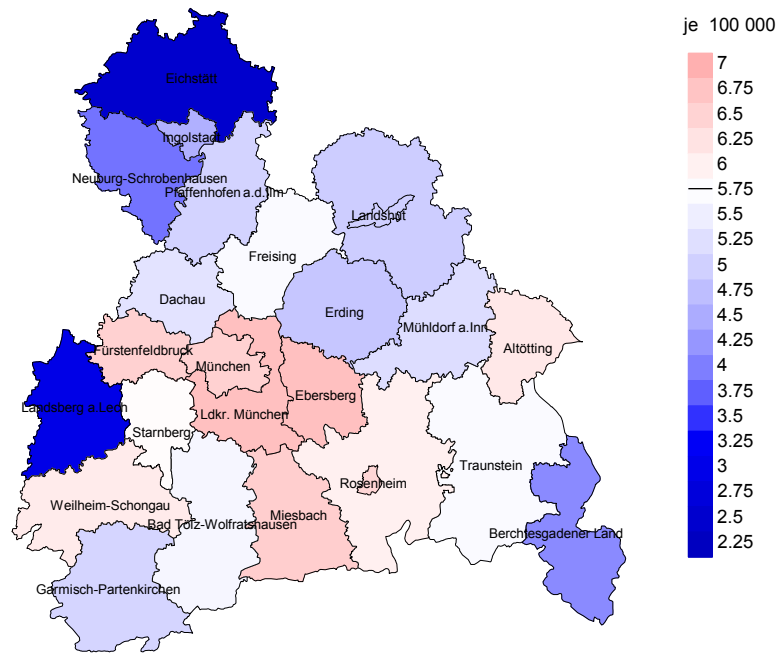 je 100 000
7
6.75
6.5
6.25
6
5.75
5.5
5.25
5
4.75
4.5
4.25
4
3.75
3.5
3.25
3
2.75
2.5
2.25
Eichstätt
Ingolstadt
Neuburg-Schrobenhausen
Pfaffenhofen a.d.Ilm
Landshut
Freising
Dachau
Erding
Mühldorf a.Inn
Altötting
Fürstenfeldbruck
München
Ebersberg
Landsberg a.Lech
Ldkr. München
Starnberg
Traunstein
Rosenheim
Weilheim-Schongau
Miesbach
Bad Tölz-Wolfratshausen
Berchtesgadener Land
Garmisch-Partenkirchen